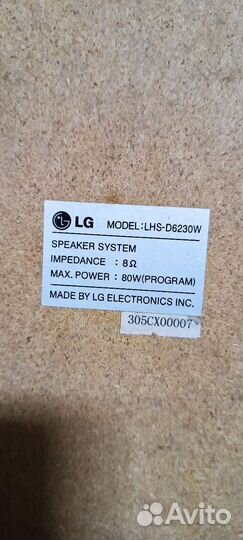 LG MODEL:LHS-D6230W
SPEAKER SYSTEM
IMPEDANCE : 8Ω
MAX. POWER : 80W(PROGRAM)
MADE BY LG ELECTRONICS INC.
305CX00007
Avito